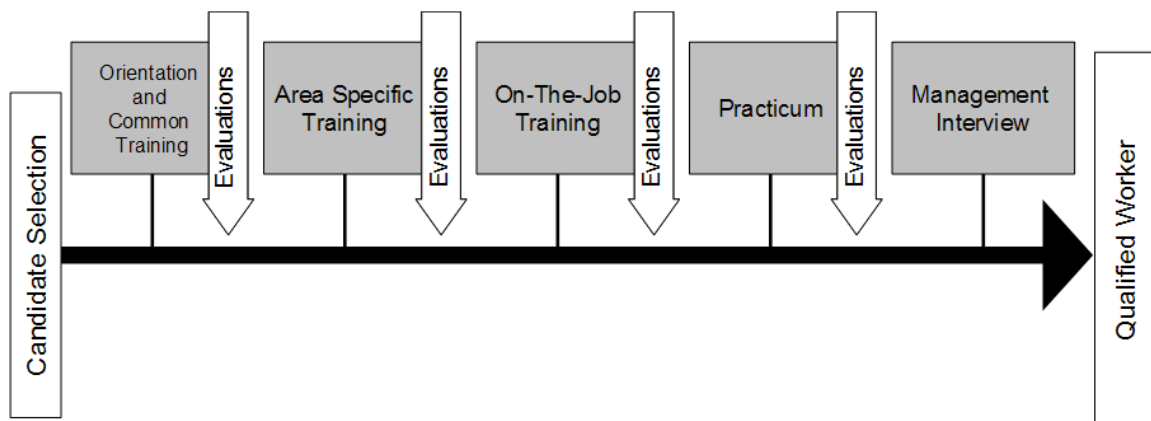 Candidate Selection
Orientation
and
Common
Training
Evaluations
Area Specific
Training
Evaluations
On-The-Job
Training
Evaluations
Practicum
Evaluations
Management
Interview
Qualified Worker